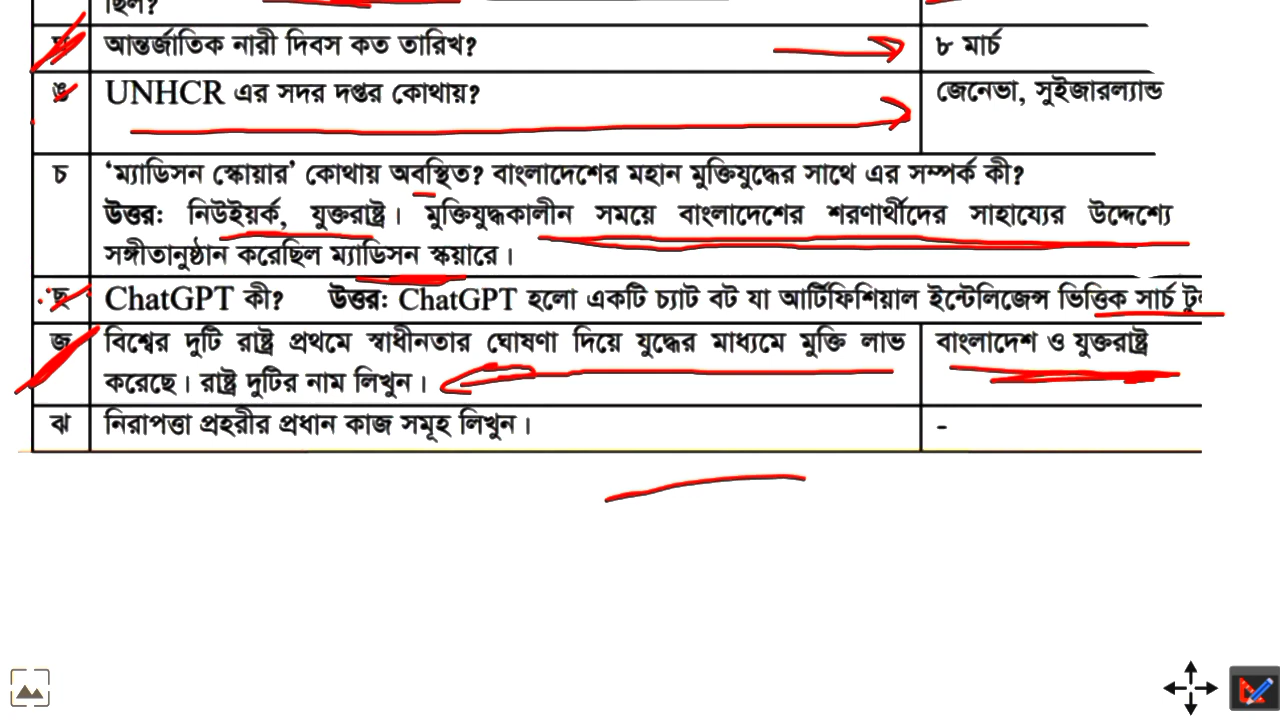 ছিল?
আন্তর্জাতিক নারী দিবস কত তারিখ? ৮ মার্চ
ঙ UNHCR এর সদর দপ্তর কোথায়? জেনেভা, সুইজারল্যান্ড
চ ‘ম্যাডিসন স্কোয়ার’ কোথায় অবস্থিত? বাংলাদেশের মহান মুক্তিযুদ্ধের সাথে এর সম্পর্ক কী?
উত্তরঃ নিউইয়র্ক, যুক্তরাষ্ট্র। মুক্তিযুদ্ধকালীন সময়ে বাংলাদেশের শরণার্থীদের সাহায্যের উদ্দেশ্যে
সঙ্গীতানুষ্ঠান করেছিল ম্যাডিসন স্কয়ারে।
ছ ChatGPT কী? উত্তরঃ ChatGPT হলো একটি চ্যাট বট যা আর্টিফিশিয়াল ইন্টেলিজেন্স ভিত্তিক সার্চ
জ বিশ্বের দুটি রাষ্ট্র প্রথমে স্বাধীনতার ঘোষণা দিয়ে যুদ্ধের মাধ্যমে মুক্তি লাভ বাংলাদেশ ও যুক্তরাষ্ট্র
করেছে। রাষ্ট্র দুটির নাম লিখুন।
ঝ নিরাপত্তা প্রহরীর প্রধান কাজ সমূহ লিখুন। -